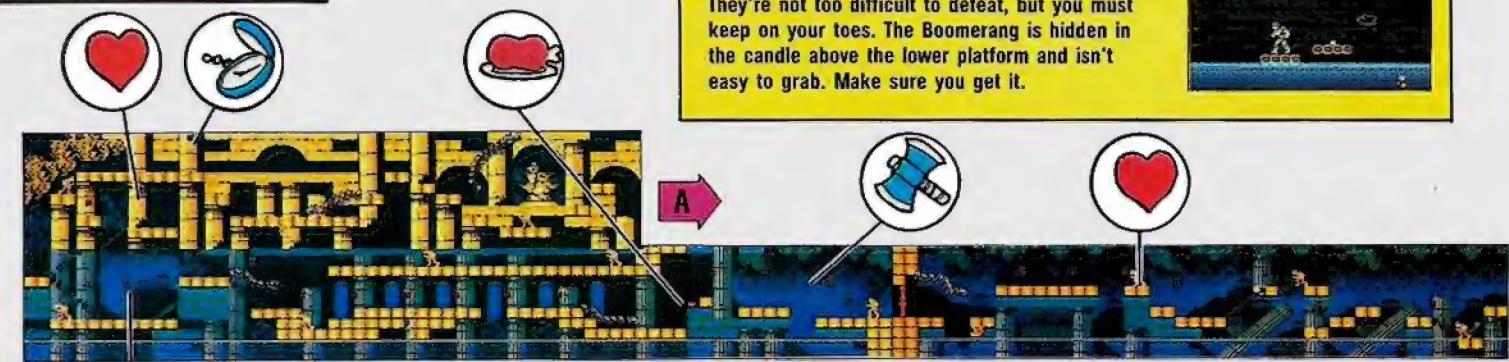 They're not too difficult to defeat, but you must
keep on your toes. The Boomerang is hidden in
the candle above the lower platform and isn't
easy to grab. Make sure you get it.
A